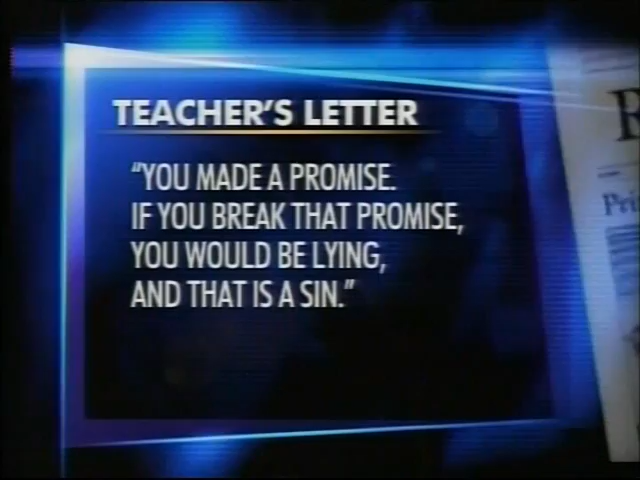 TEACHER'S LETTER
“YOU MADE A PROMISE.
IF YOU BREAK THAT PROMISE,
YOU WOULD BE LYING,
AND THAT IS A SIN.”